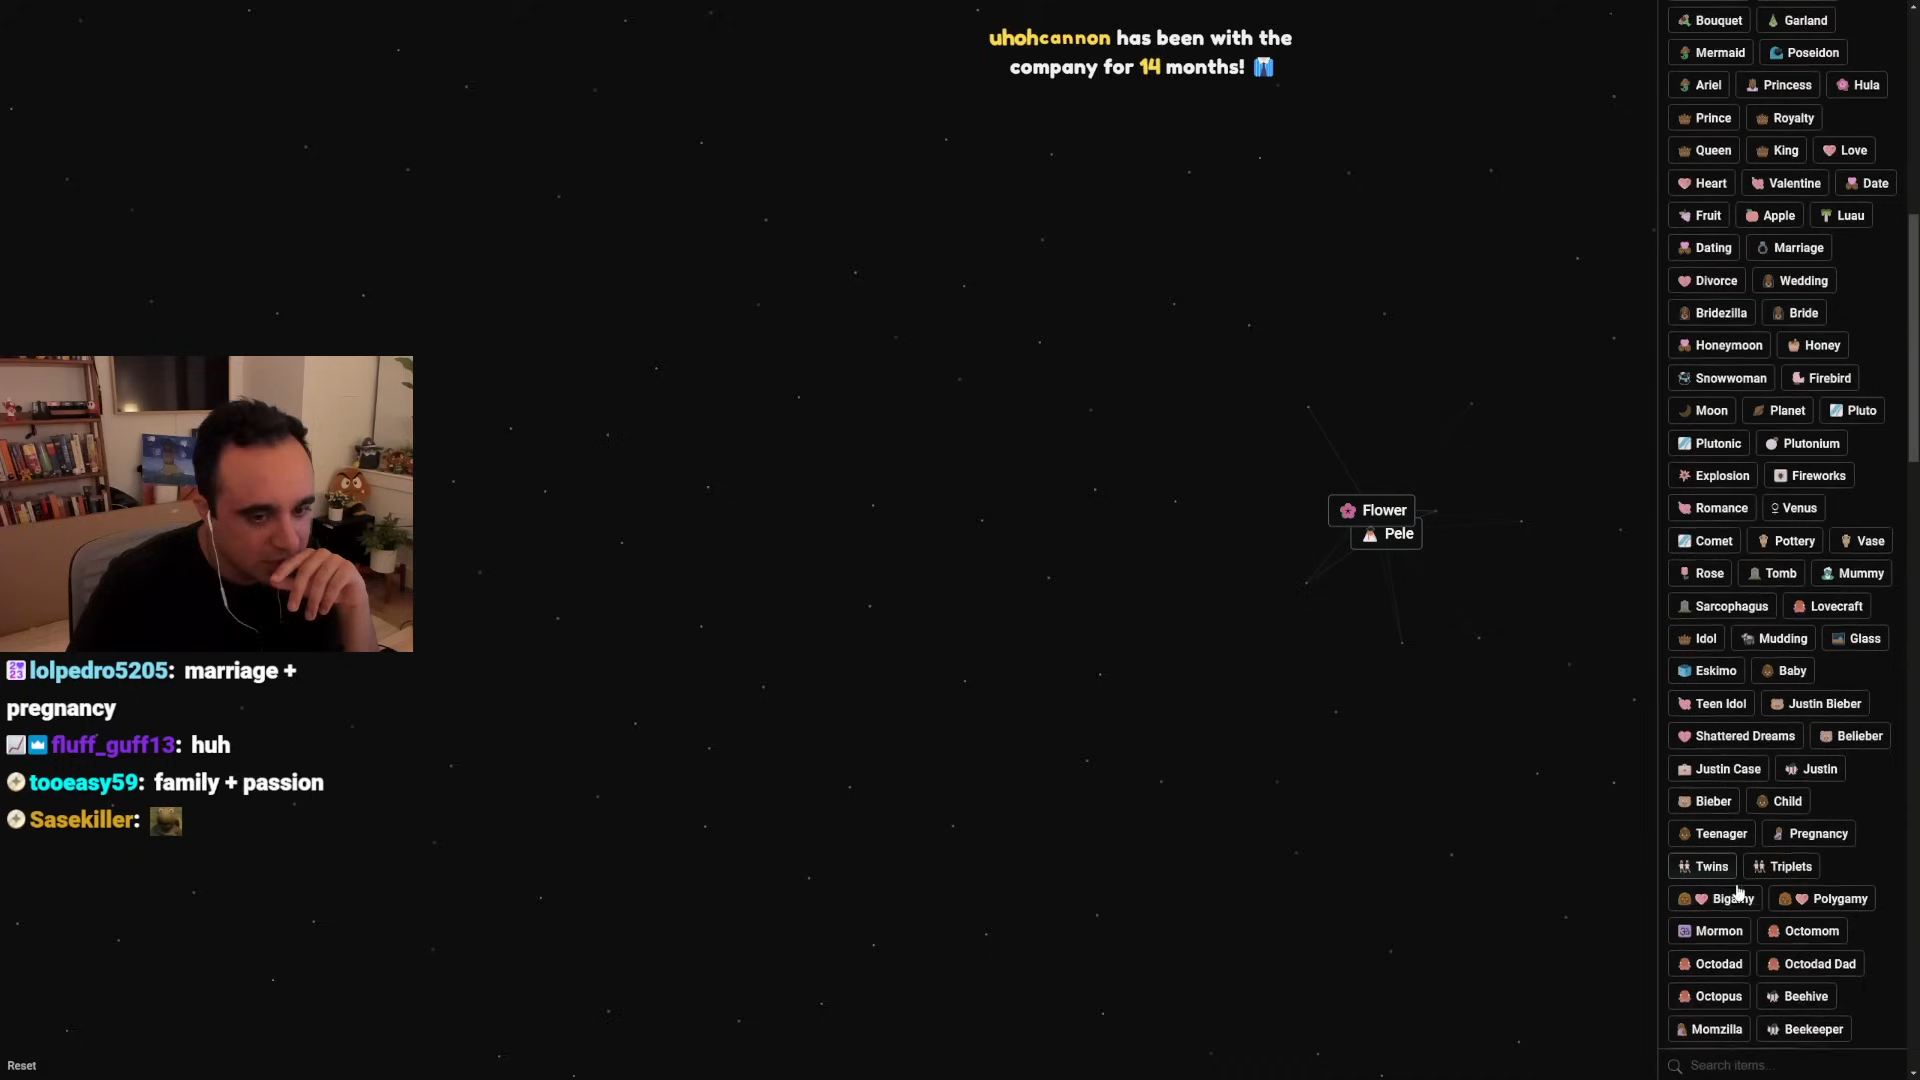 uhohcannon has been with the
company for 14 months!
Flower
Pele
lolpedro5205: marriage +
pregnancy
fluff_guff13: huh
tooeasy59: family + passion
Sasekiller:
Reset
Bouquet Garland
Mermaid Poseidon
Ariel Princess Hula
Prince Royalty
Queen King Love
Heart Valentine Date
Fruit Apple Luau
Dating Marriage
Divorce Wedding
Bridezilla Bride
Honeymoon Honey
Snowwoman Firebird
Moon Planet Pluto
Plutonic Plutonium
Explosion Fireworks
Romance Venus
Comet Pottery Vase
Rose Tomb Mummy
Sarcophagus Lovecraft
Idol Mudding Glass
Eskimo Baby
Teen Idol Justin Bieber
Shattered Dreams Belieber
Justin Case Justin
Bieber Child
Teenager Pregnancy
Twins Triplets
Bigamy Polygamy
Mormon Octomom
Octodad Octodad Dad
Octopus Beehive
Momzilla Beekeeper
Search items...